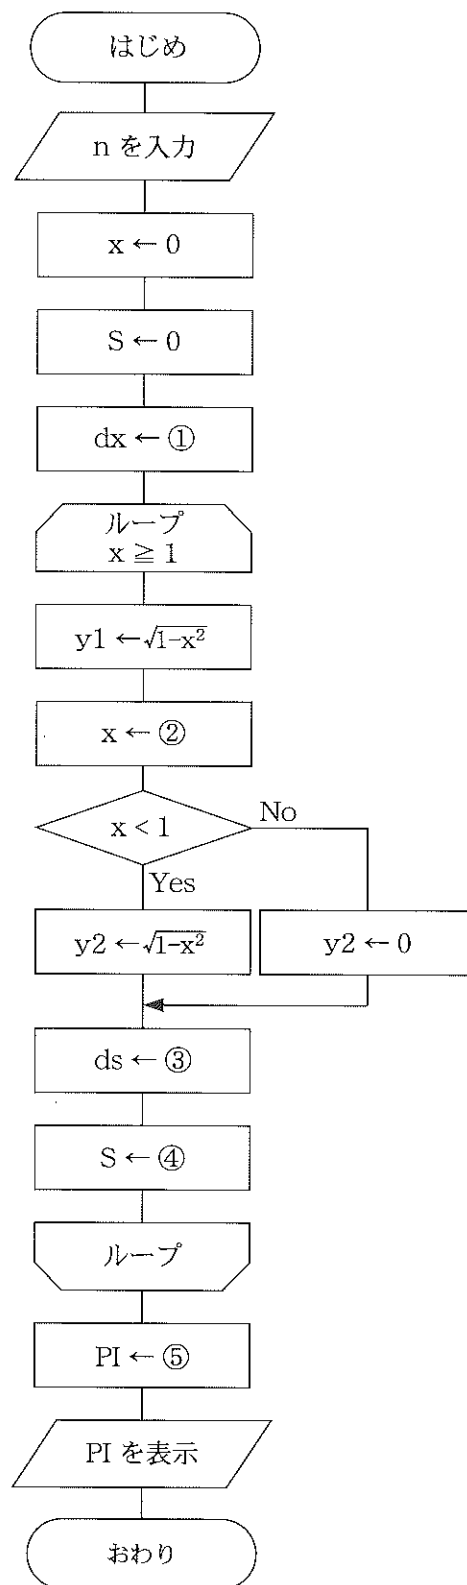 はじめ
n を入力
x ← 0
S ← 0
dx ← ①
ループ
x ≧ 1
y1 ←√1−x²
x ← ②
x < 1
No
Yes
y2 ←√1−x²
y2 ← 0
ds ← ③
S ← ④
ループ
PI ← ⑤
PI を表示
おわり